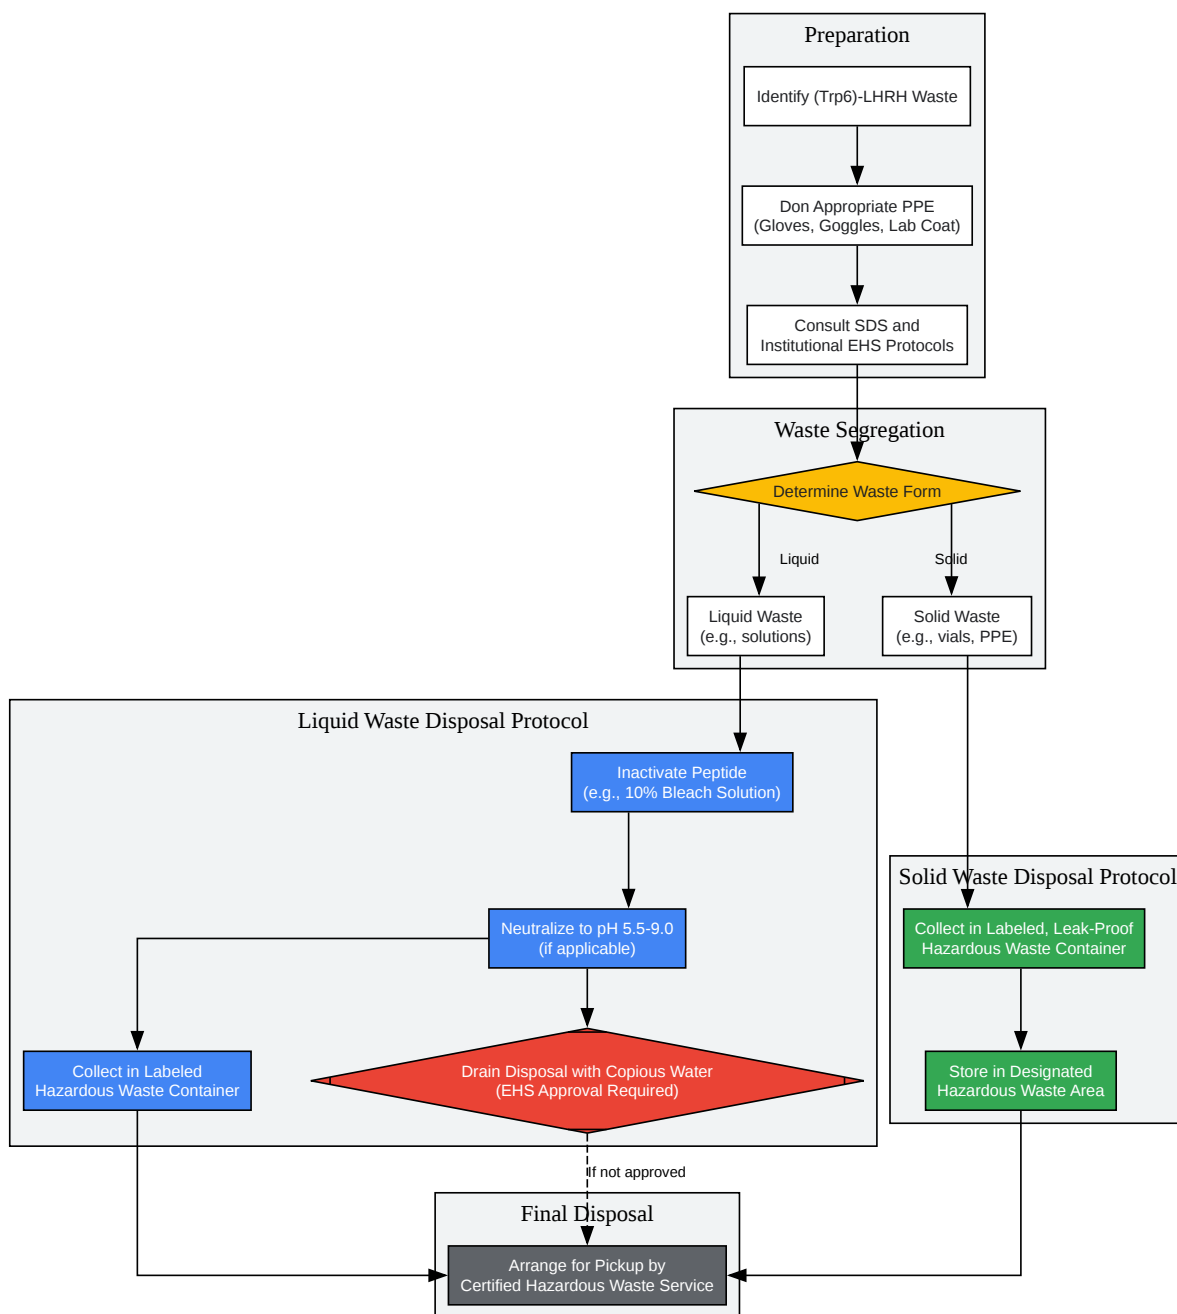 Preparation
Identify (Trp6)-LHRH Waste
Don Appropriate PPE
(Gloves, Goggles, Lab Coat)
Consult SDS and
Institutional EHS Protocols
Waste Segregation
Determine Waste Form
Liquid
Solid
Liquid Waste
(e.g., solutions)
Solid Waste
(e.g., vials, PPE)
Liquid Waste Disposal Protocol
Inactivate Peptide
(e.g., 10% Bleach Solution)
Neutralize to pH 5.5-9.0
(if applicable)
Collect in Labeled
Hazardous Waste Container
Drain Disposal with Copious Water
(EHS Approval Required)
Solid Waste Disposal Protocol
Collect in Labeled, Leak-Proof
Hazardous Waste Container
Store in Designated
Hazardous Waste Area
If not approved
Final Disposal
Arrange for Pickup by
Certified Hazardous Waste Service